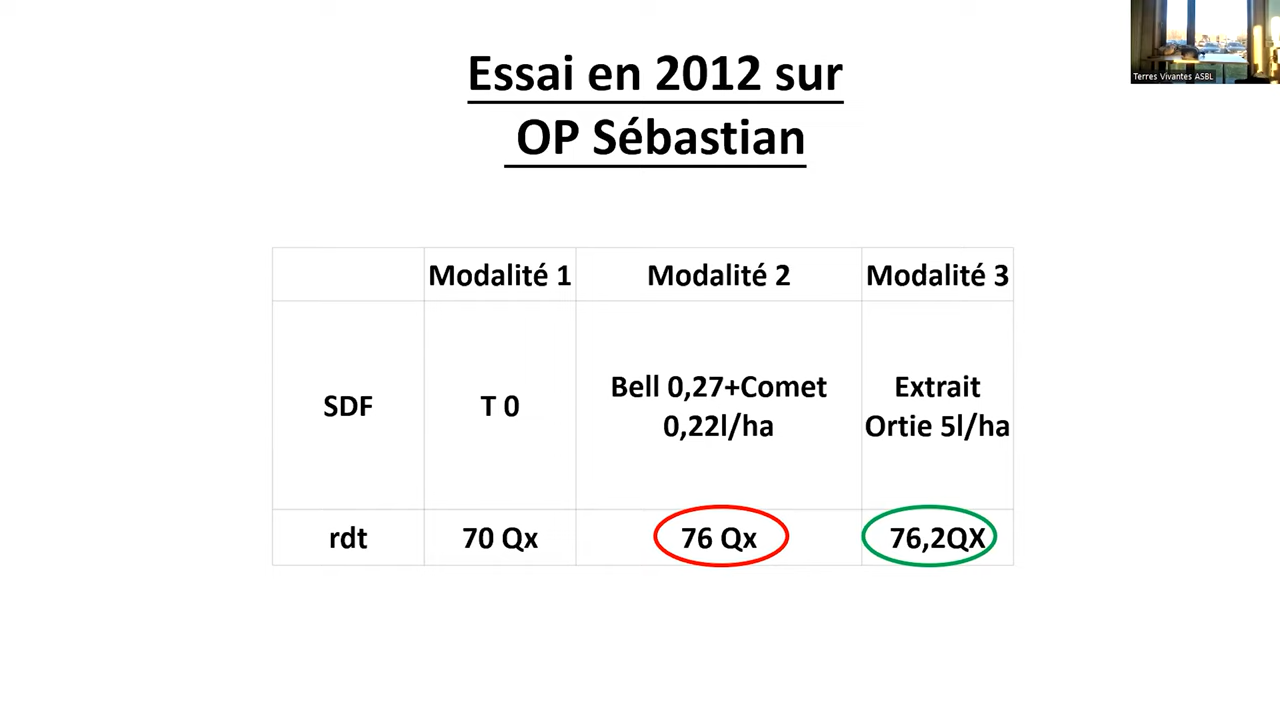 Terres Vivantes ASBL
Essai en 2012 sur
OP Sébastian
Modalité 1 Modalité 2 Modalité 3
SDF T 0 Bell 0,27+Comet 0,22l/ha Extrait Ortie 5l/ha
rdt 70 Qx 76 Qx 76,2QX